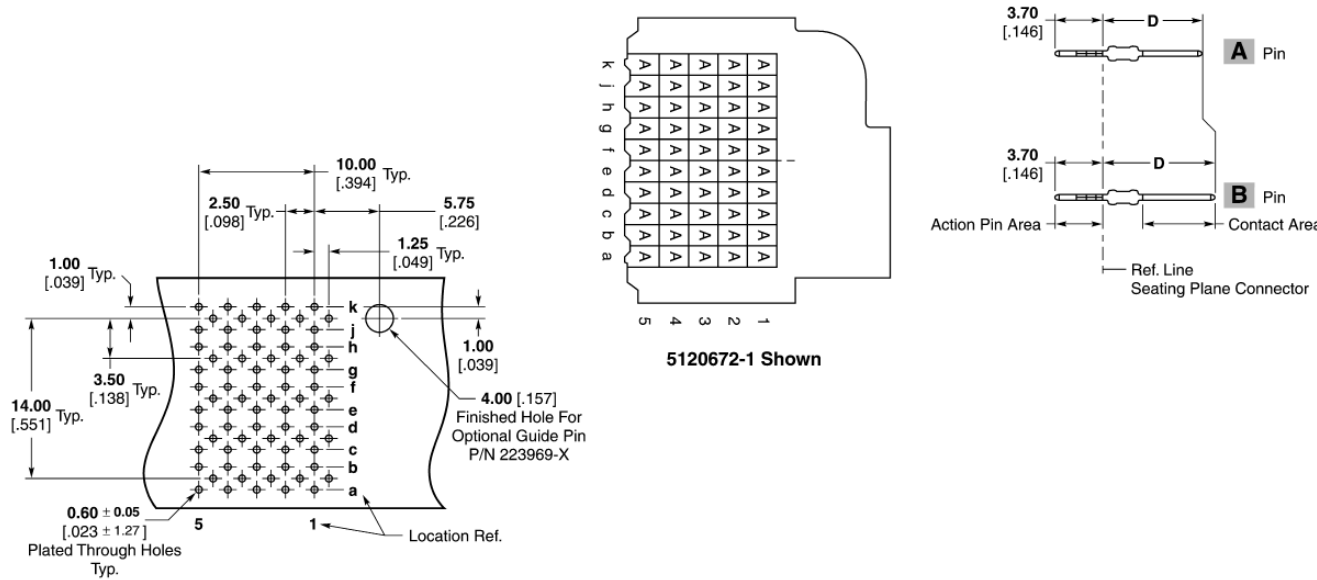 10.00
[.394] Typ.
2.50
[.098] Typ.
5.75
[.226]
1.25
[.049]
1.00
[.039] Typ.
k
j
h
g
f
e
d
c
b
a
1.00
[.039]
3.50
[.138] Typ.
14.00
[.551] Typ.
4.00 [.157]
Finished Hole For
Optional Guide Pin
P/N 223969-X
0.60 ± 0.05
[.023 ± 1.27]
Plated Through Holes
Typ.
5 1
Location Ref.
k A A A A A
j A A A A A
h A A A A A
g A A A A A
f A A A A A
e A A A A A
d A A A A A
c A A A A A
b A A A A A
a A A A A A
5 4 3 2 1
5120672-1 Shown
3.70
[.146]
D
A Pin
3.70
[.146]
D
B Pin
Action Pin Area
Contact Area
Ref. Line
Seating Plane Connector